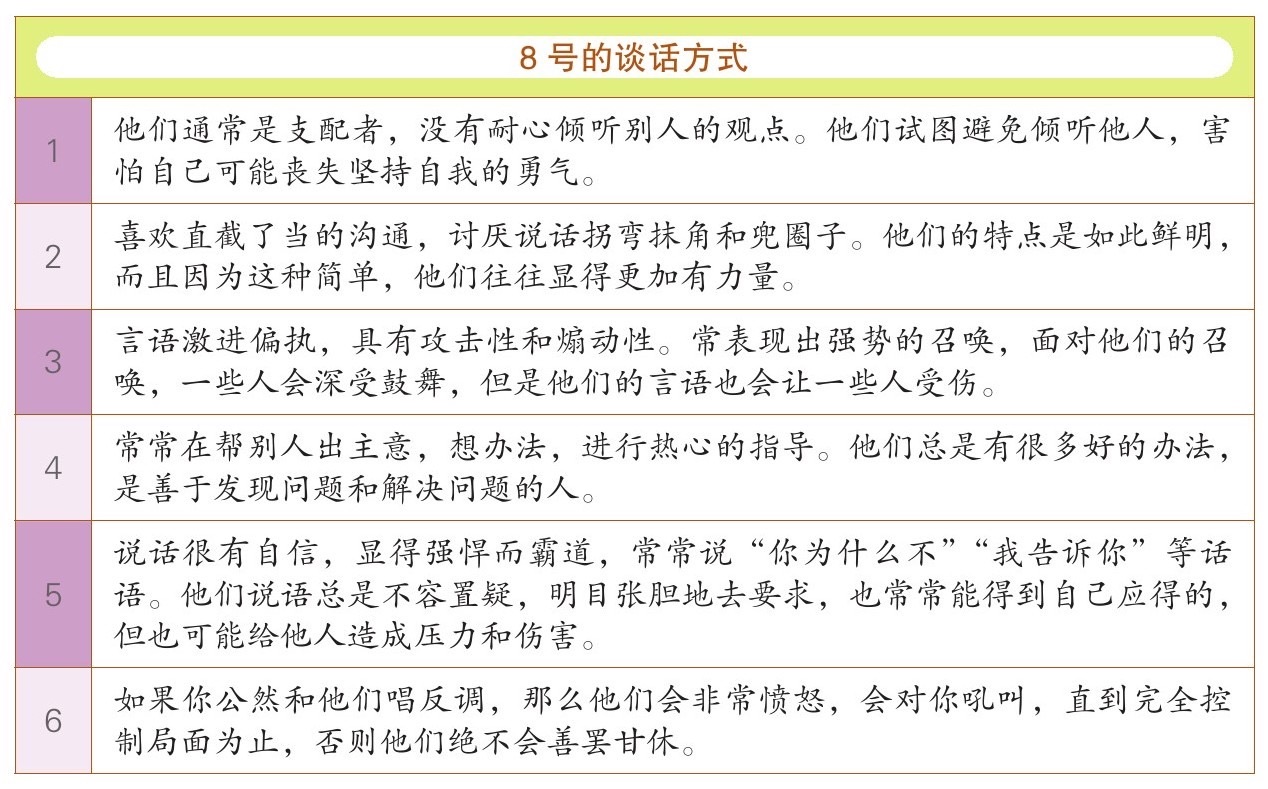 8 号的谈话方式
1
他们通常是支配者，没有耐心倾听别人的观点。他们试图避免倾听他人，害
怕自己可能丧失坚持自我的勇气。
2
喜欢直截了当的沟通，讨厌说话拐弯抹角和兜圈子。他们的特点是如此鲜明，
而且因为这种简单，他们往往显得更加有力量。
3
言语激进偏执，具有攻击性和煽动性。常表现出强势的召唤，面对他们的召
唤，一些人会深受鼓舞，但是他们的言语也会让一些人受伤。
4
常常在帮别人出主意，想办法，进行热心的指导。他们总是有很多好的办法，
是善于发现问题和解决问题的人。
5
说话很有自信，显得强悍而霸道，常常说“你为什么不”“我告诉你”等话
语。他们说语总是不容置疑，明目张胆地去要求，也常常能得到自己应得的，
但也可能给他人造成压力和伤害。
6
如果你公然和他们唱反调，那么他们会非常愤怒，会对你吼叫，直到完全控
制局面为止，否则他们绝不会善罢甘休。